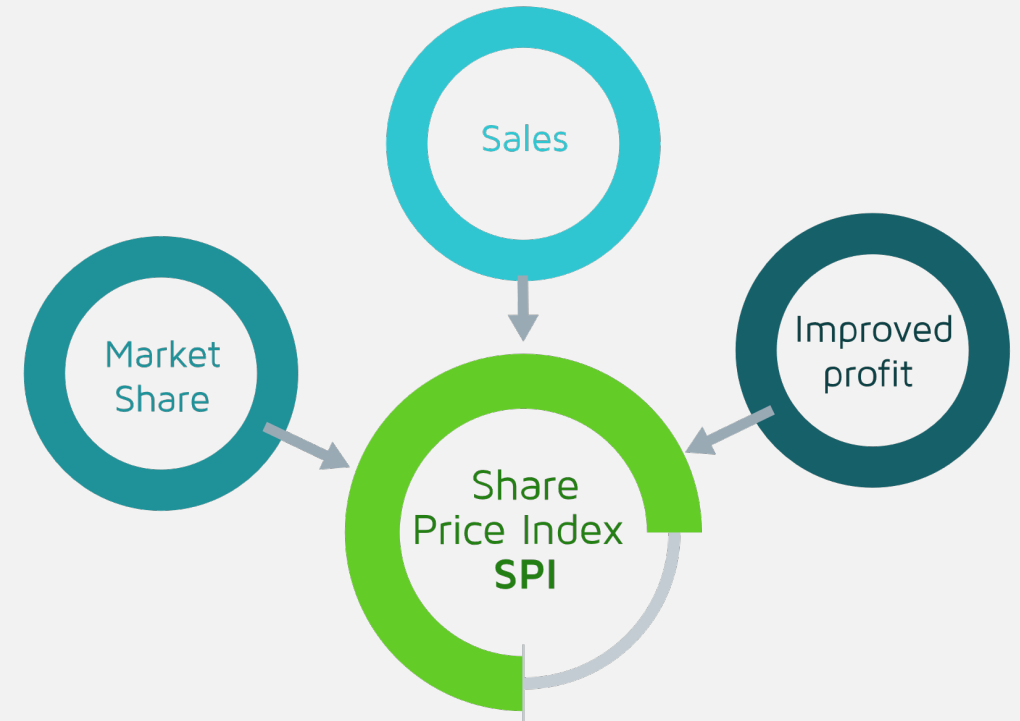 Sales
Market
Share
Improved
profit
Share
Price Index
SPI